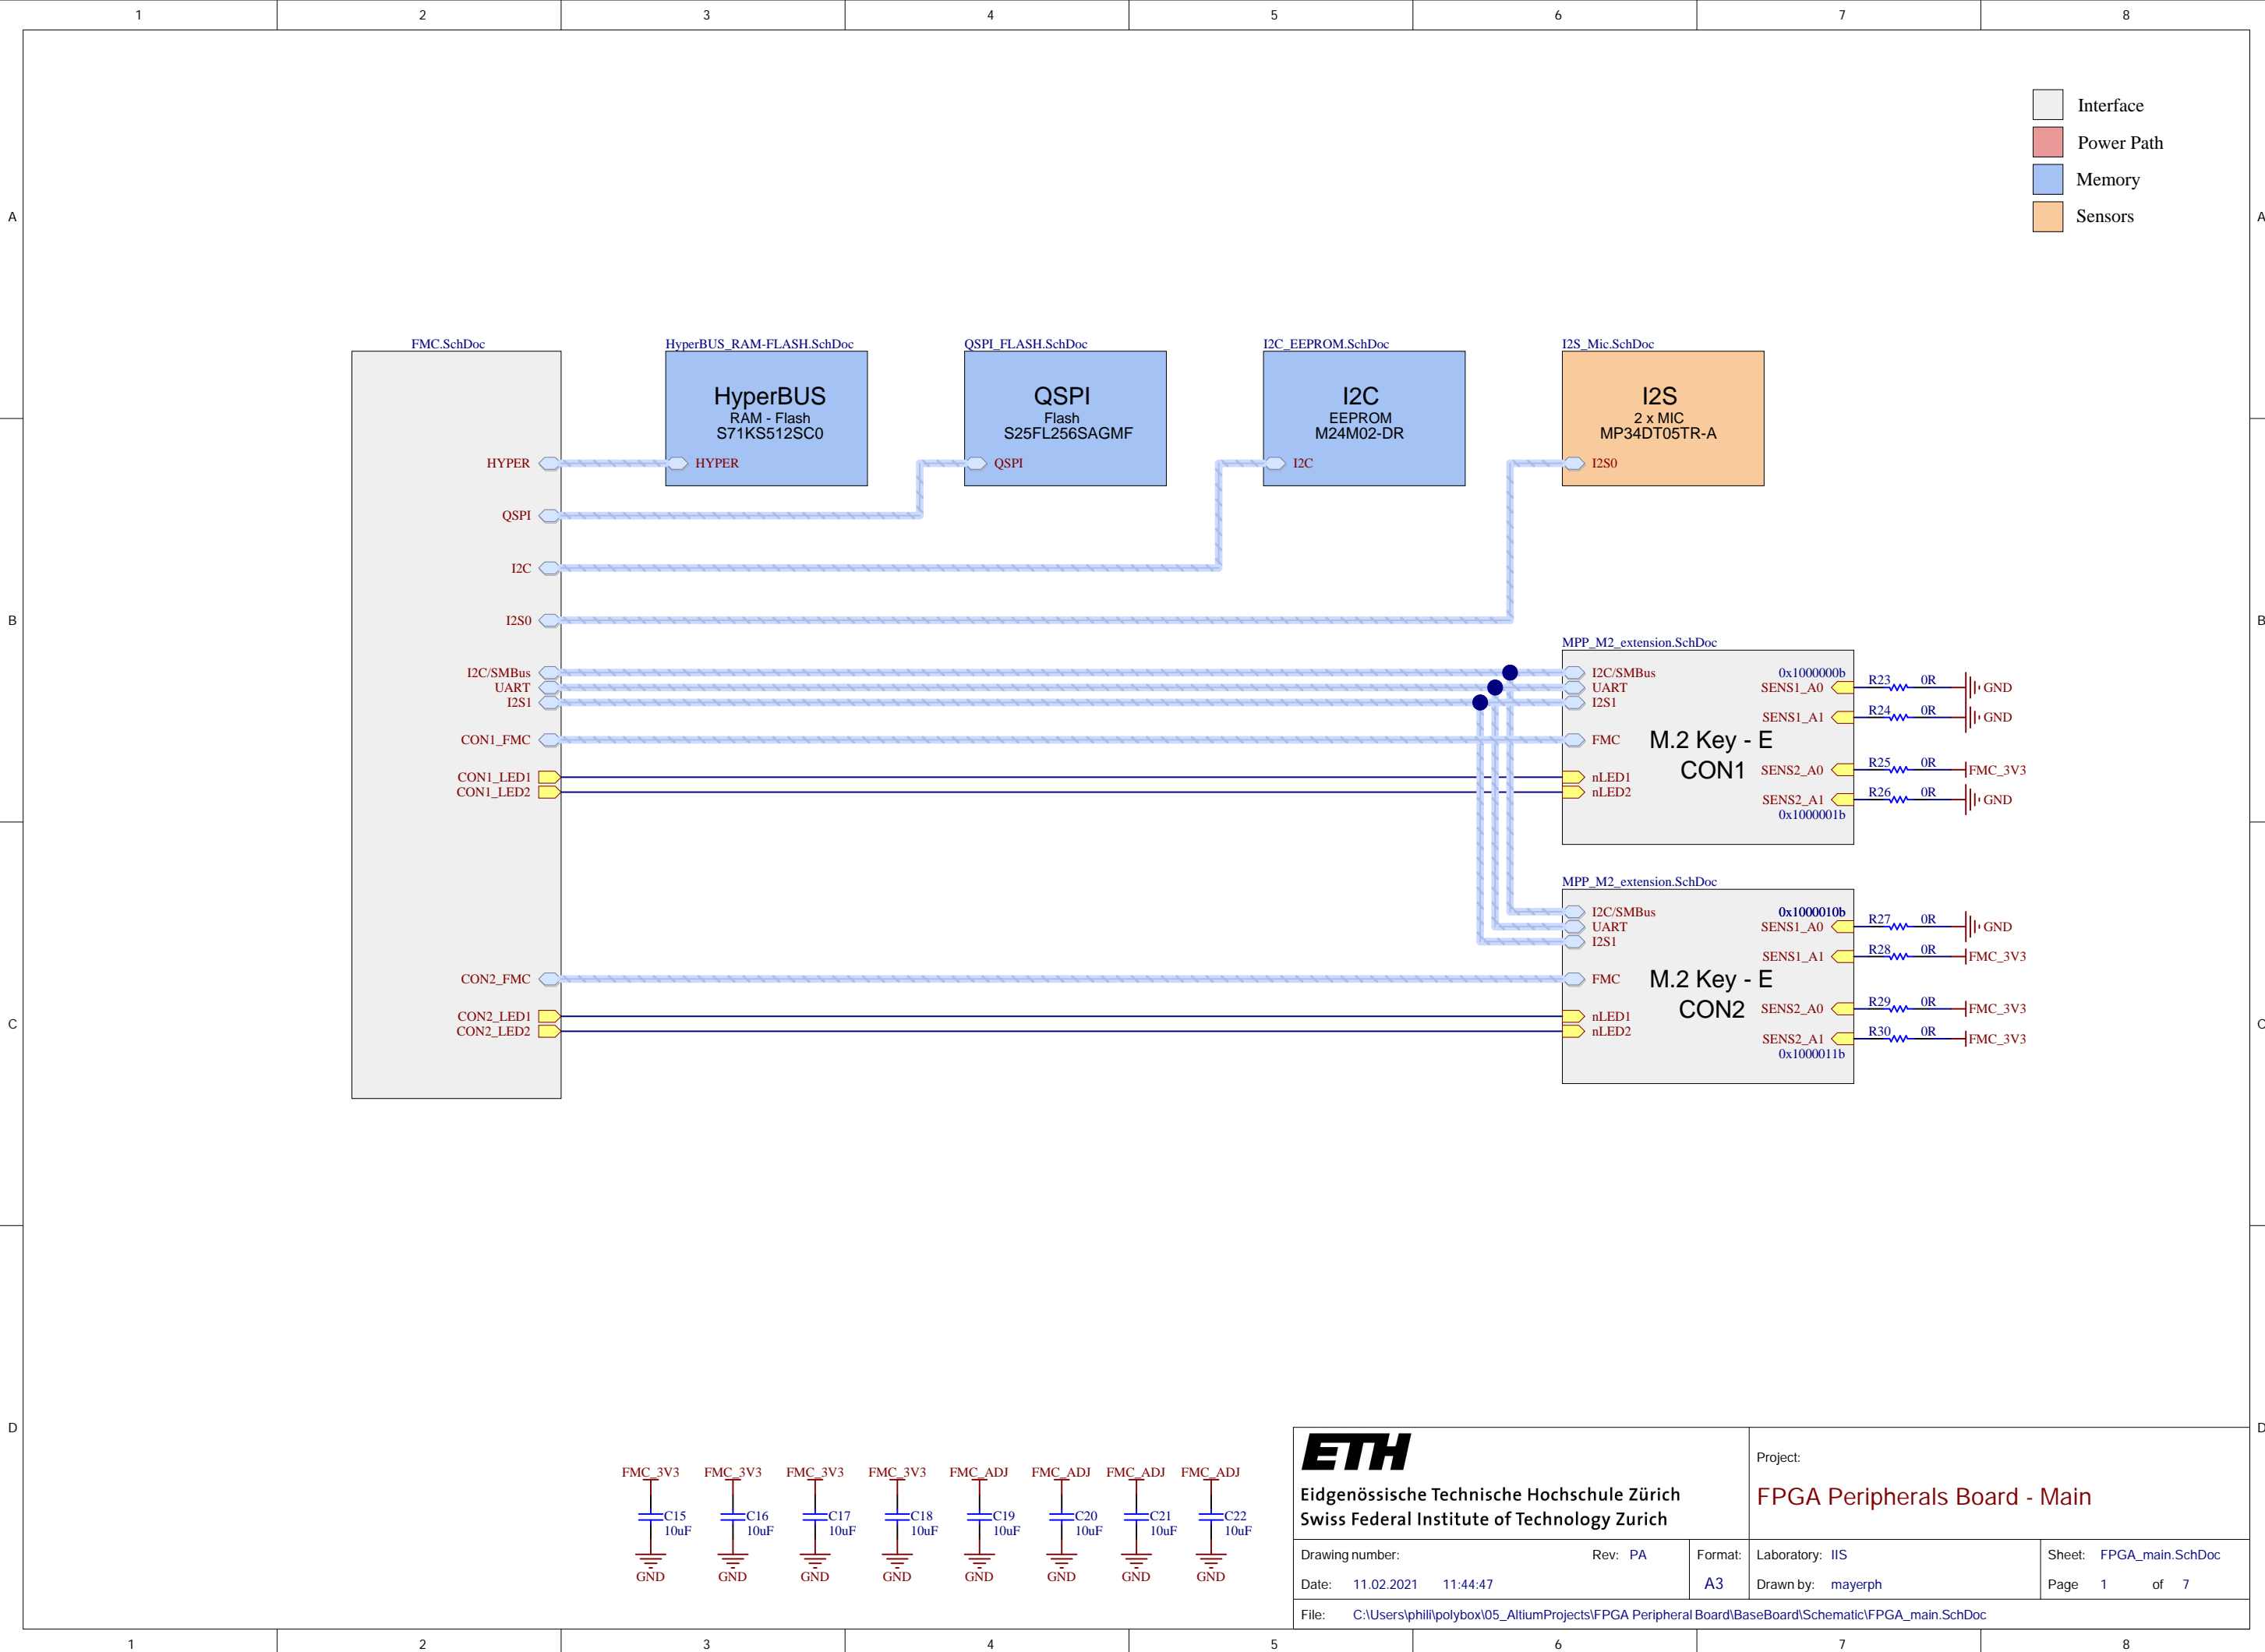 1 2 3 4 5 6 7 8
Interface
Power Path
Memory
Sensors
A A
FMC.SchDoc
HYPER
QSPI
I2C
I2S0
I2C/SMBus
UART
I2S1
CON1_FMC
CON1_LED1
CON1_LED2
CON2_FMC
CON2_LED1
CON2_LED2
HyperBUS_RAM-FLASH.SchDoc
HyperBUS
RAM - Flash
S71KS512SC0
HYPER
QSPI_FLASH.SchDoc
QSPI
Flash
S25FL256SAGMF
QSPI
I2C_EEPROM.SchDoc
I2C
EEPROM
M24M02-DR
I2C
I2S_Mic.SchDoc
I2S
2 x MIC
MP34DT05TR-A
I2S0
B B
MPP_M2_extension.SchDoc
I2C/SMBus
UART
I2S1
FMC
nLED1
nLED2
M.2 Key - E
CON1
0x1000000b
SENS1_A0 R23 0R GND
SENS1_A1 R24 0R GND
SENS2_A0 R25 0R FMC_3V3
SENS2_A1 R26 0R GND
0x1000001b
MPP_M2_extension.SchDoc
I2C/SMBus
UART
I2S1
FMC
nLED1
nLED2
M.2 Key - E
CON2
0x1000010b
SENS1_A0 R27 0R GND
SENS1_A1 R28 0R FMC_3V3
SENS2_A0 R29 0R FMC_3V3
SENS2_A1 R30 0R FMC_3V3
0x1000011b
C C
D D
FMC_3V3 FMC_3V3 FMC_3V3 FMC_3V3 FMC_ADJ FMC_ADJ FMC_ADJ FMC_ADJ
C15 C16 C17 C18 C19 C20 C21 C22
10uF 10uF 10uF 10uF 10uF 10uF 10uF 10uF
GND GND GND GND GND GND GND GND
ETH
Eidgenössische Technische Hochschule Zürich
Swiss Federal Institute of Technology Zurich
Project:
FPGA Peripherals Board - Main
Drawing number: Rev: PA
Date: 11.02.2021 11:44:47
Format:
A3
Laboratory: IIS
Drawn by: mayerph
Sheet: FPGA_main.SchDoc
Page 1 of 7
File: C:\Users\phili\polybox\05_AltiumProjects\FPGA Peripheral Board\BaseBoard\Schematic\FPGA_main.SchDoc
1 2 3 4 5 6 7 8